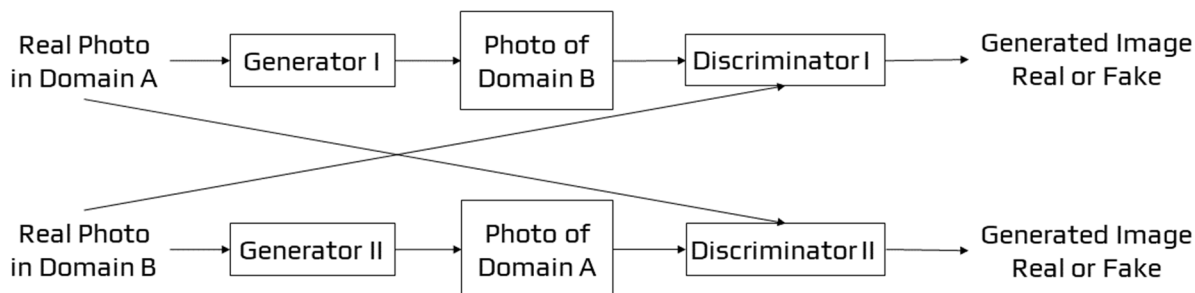 Real Photo
in Domain A
Generator I
Photo of
Domain B
Discriminator I
Generated Image
Real or Fake
Real Photo
in Domain B
Generator II
Photo of
Domain A
Discriminator II
Generated Image
Real or Fake